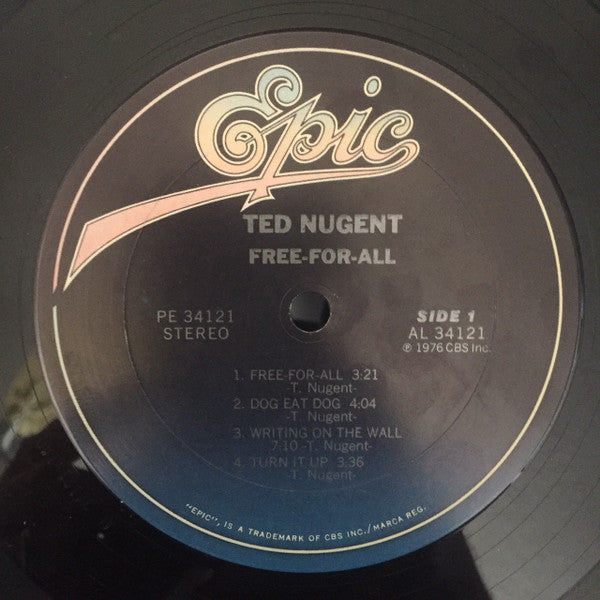 Epic
TED NUGENT
FREE-FOR-ALL
PE 34121
STEREO
SIDE 1
AL 34121
℗ 1976 CBS Inc.
1. FREE-FOR-ALL 3:21
-T. Nugent-
2. DOG EAT DOG 4:04
-T. Nugent-
3. WRITING ON THE WALL
7:10 -T. Nugent-
4. TURN IT UP 3:36
-T. Nugent-
"EPIC", IS A TRADEMARK OF CBS INC./MARCA REG.